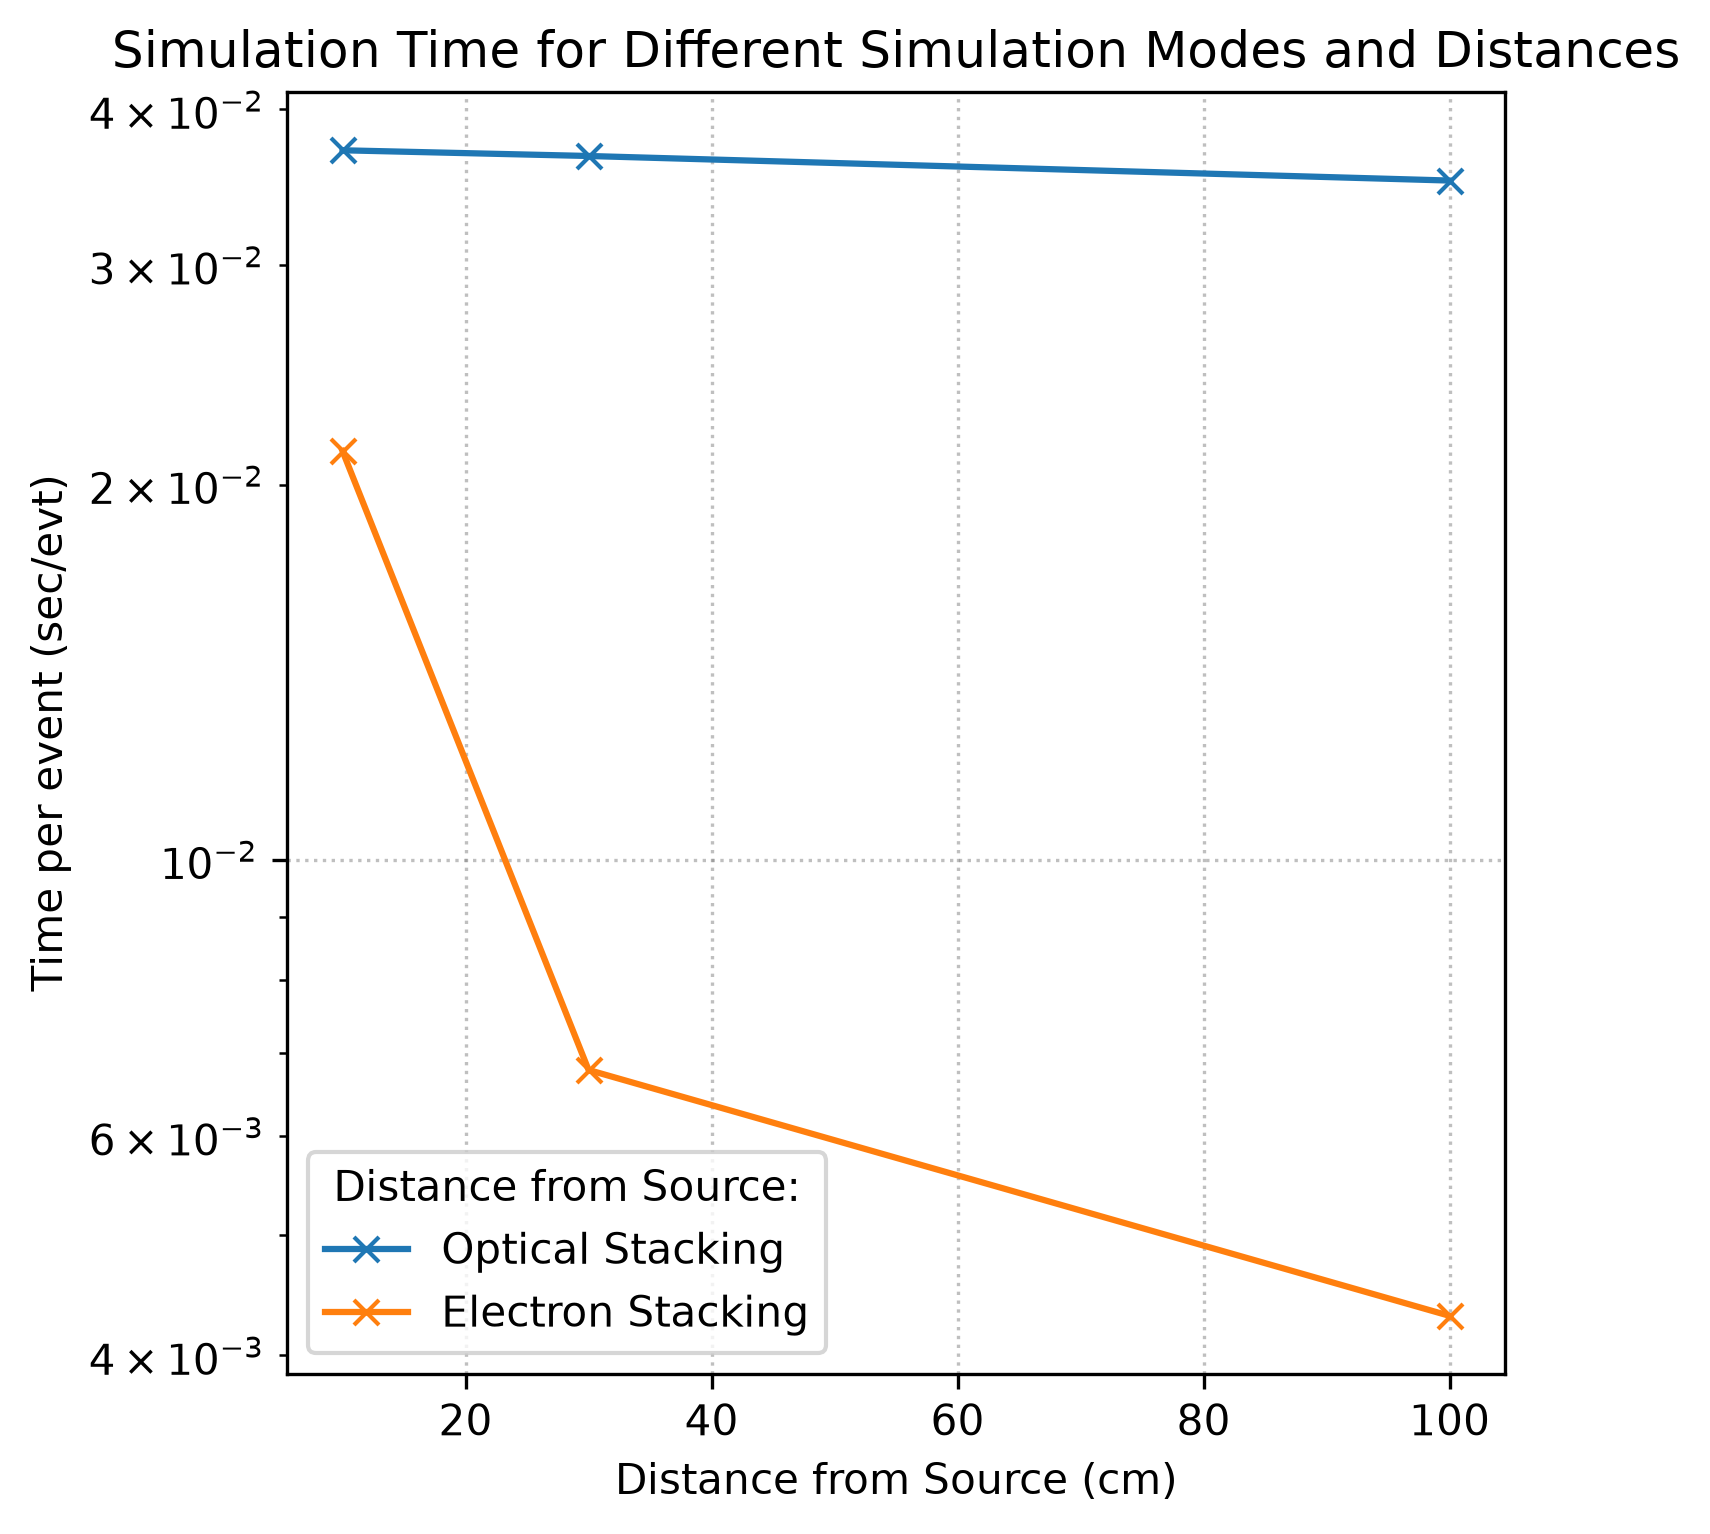 Simulation Time for Different Simulation Modes and Distances
Time per event (sec/evt)
4 × 10⁻²
3 × 10⁻²
2 × 10⁻²
10⁻²
6 × 10⁻³
4 × 10⁻³
Distance from Source:
Optical Stacking
Electron Stacking
20 40 60 80 100
Distance from Source (cm)